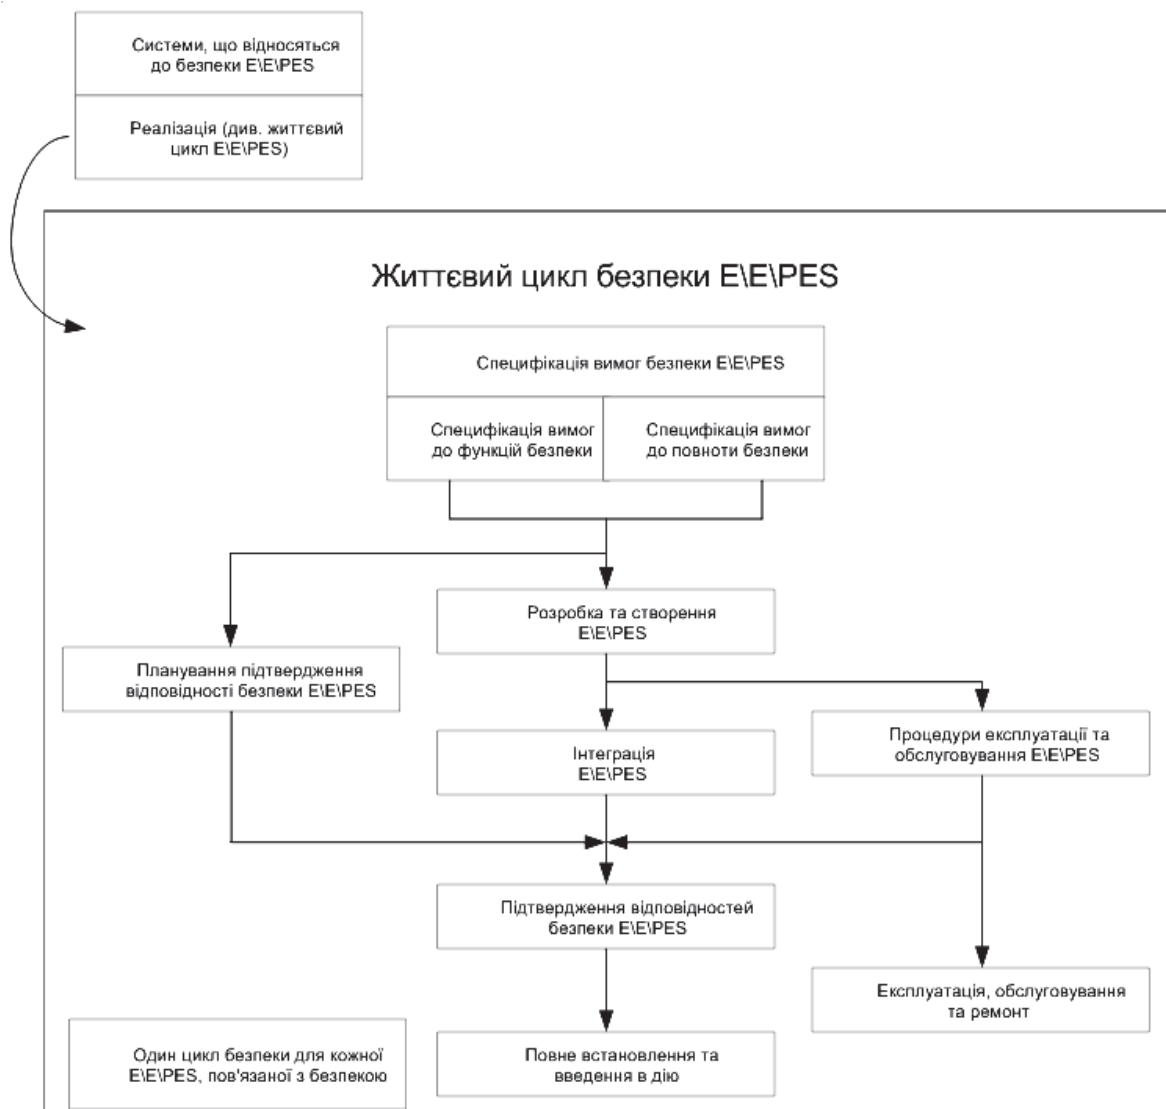 Системи, що відносяться
до безпеки E\E\PES
Реалізація (див. життєвий
цикл E\E\PES)
Життєвий цикл безпеки E\E\PES
Специфікація вимог безпеки E\E\PES
Специфікація вимог
до функцій безпеки
Специфікація вимог
до повноти безпеки
Розробка та створення
E\E\PES
Планування підтвердження
відповідності безпеки E\E\PES
Процедури експлуатації та
обслуговування E\E\PES
Інтеграція
E\E\PES
Підтвердження відповідностей
безпеки E\E\PES
Експлуатація, обслуговування
та ремонт
Один цикл безпеки для кожної
E\E\PES, пов'язаної з безпекою
Повне встановлення та
введення в дію